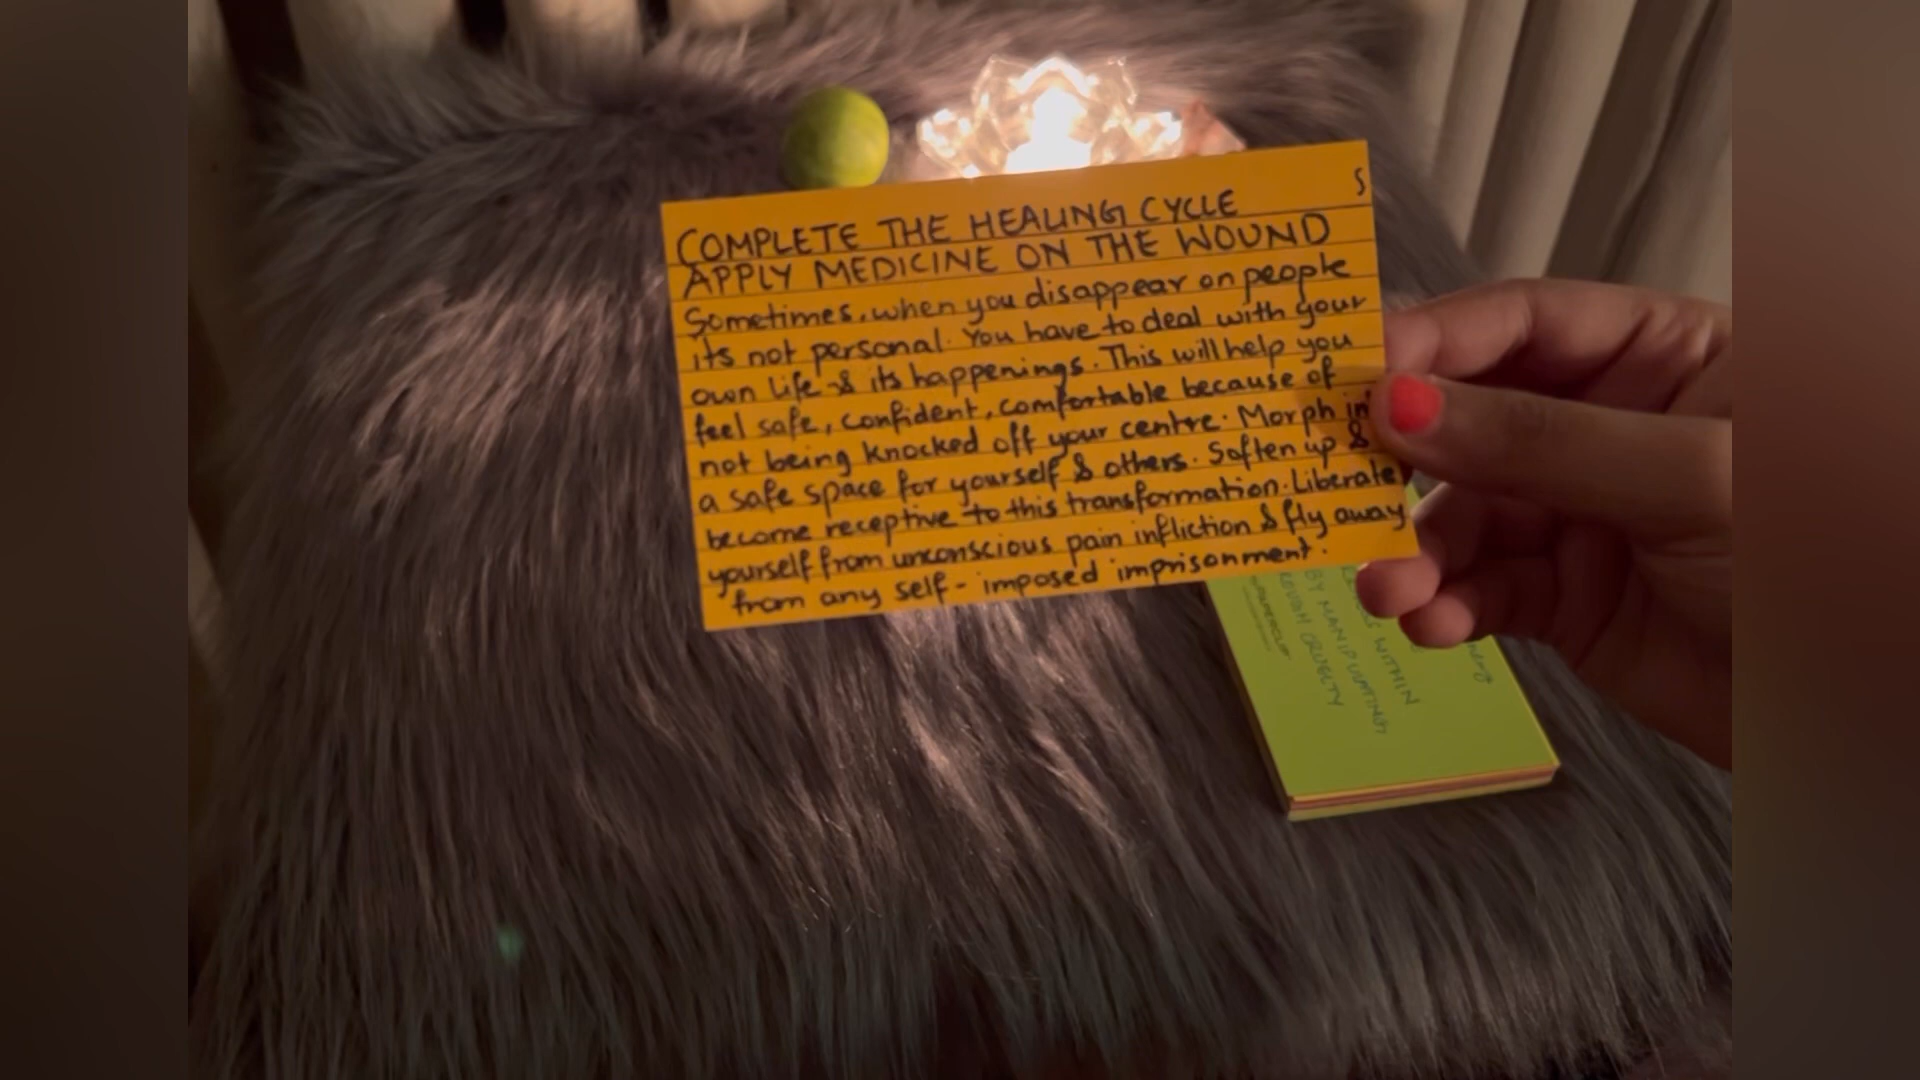 S
COMPLETE THE HEALING CYCLE
APPLY MEDICINE ON THE WOUND
Sometimes, when you disappear on people
its not personal. You have to deal with your
own life & its happenings. This will help you
feel safe, confident, comfortable because of
not being knocked off your centre. Morph in
a safe space for yourself & others. Soften up &
become receptive to this transformation. Liberate
yourself from unconscious pain infliction & fly away
from any self-imposed imprisonment.
WITHIN
BY MANIPULATING
CRUELTY